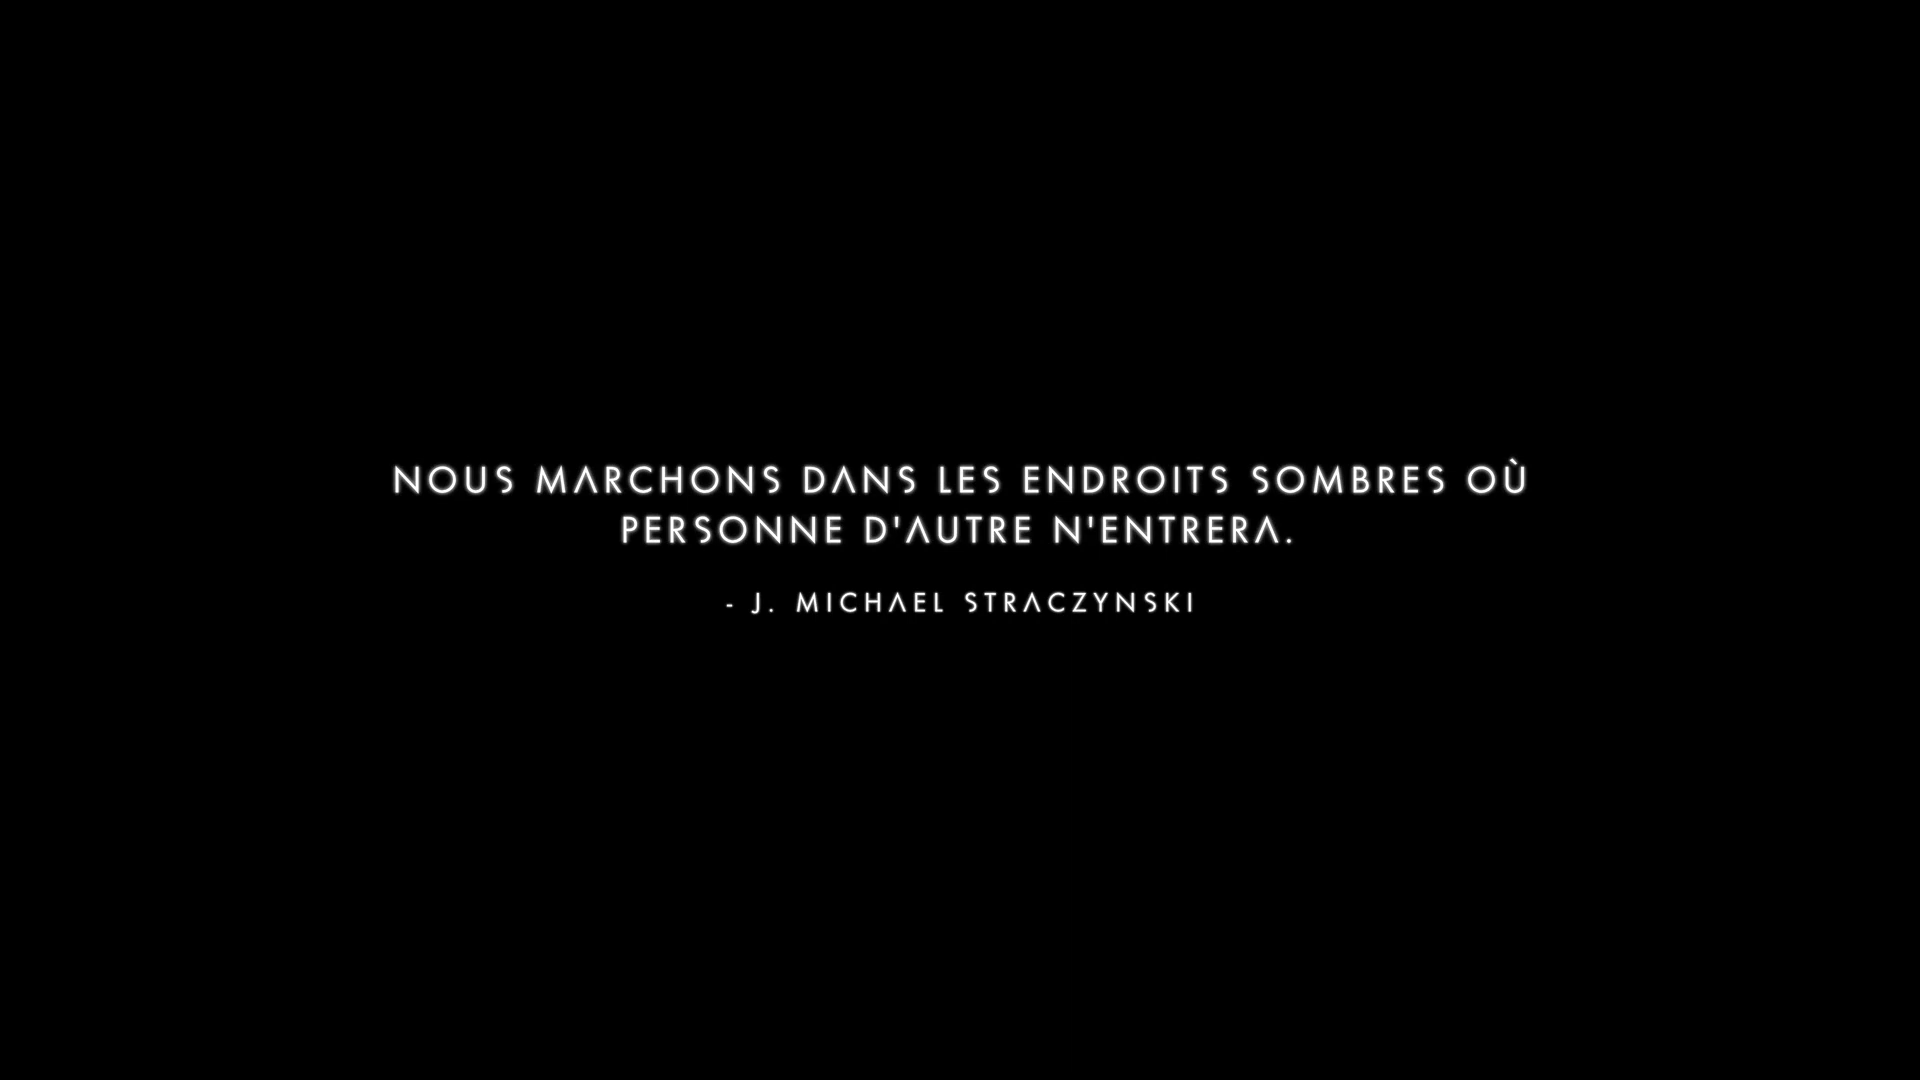 NOUS MARCHONS DANS LES ENDROITS SOMBRES OÙ
PERSONNE D'AUTRE N'ENTRERA.
- J. MICHAEL STRACZYNSKI